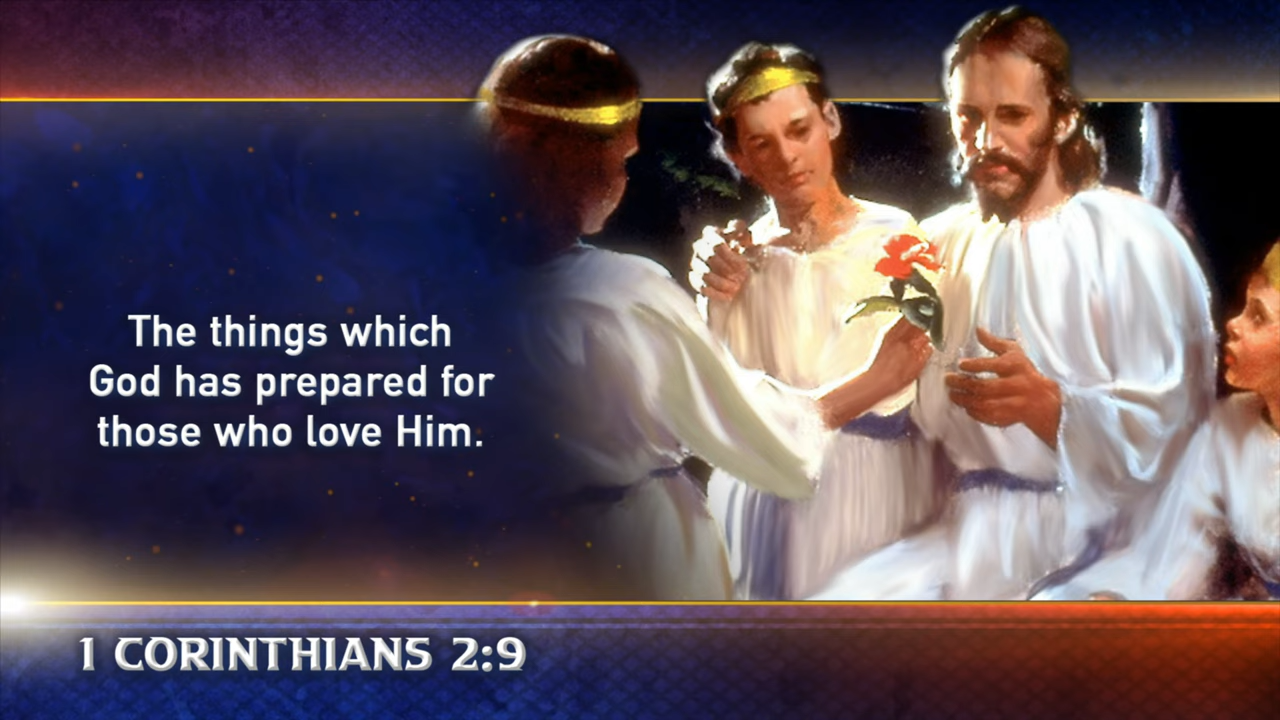 The things which
God has prepared for
those who love Him.
1 CORINTHIANS 2:9